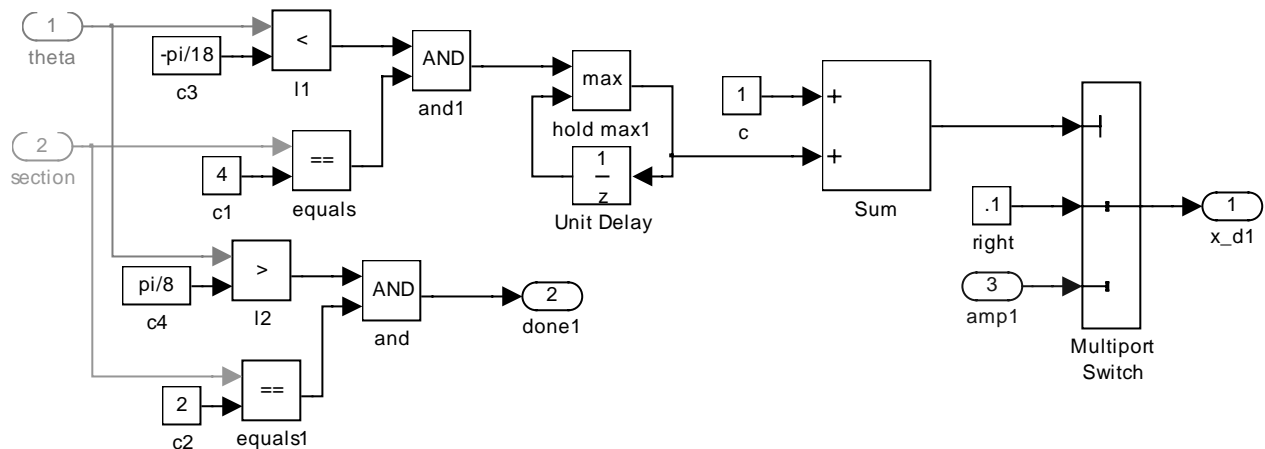 1
theta
-pi/18
c3
<
l1
AND
and1
max
hold max1
1
z
Unit Delay
1
c
+
+
Sum
2
section
4
c1
==
equals
.1
right
3
amp1
Multiport
Switch
1
x_d1
pi/8
c4
>
l2
AND
and
2
done1
2
c2
==
equals1